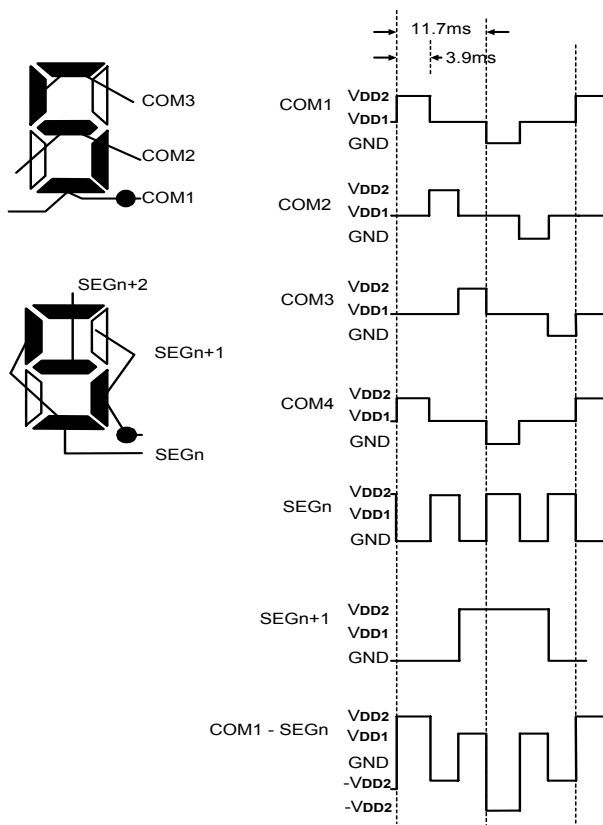 11.7ms
3.9ms
COM3
COM2
COM1
COM1
VDD2
VDD1
GND
COM2
VDD2
VDD1
GND
SEGn+2
SEGn+1
SEGn
COM3
VDD2
VDD1
GND
COM4
VDD2
VDD1
GND
SEGn
VDD2
VDD1
GND
SEGn+1
VDD2
VDD1
GND
COM1 - SEGn
VDD2
VDD1
GND
-VDD2
-VDD2